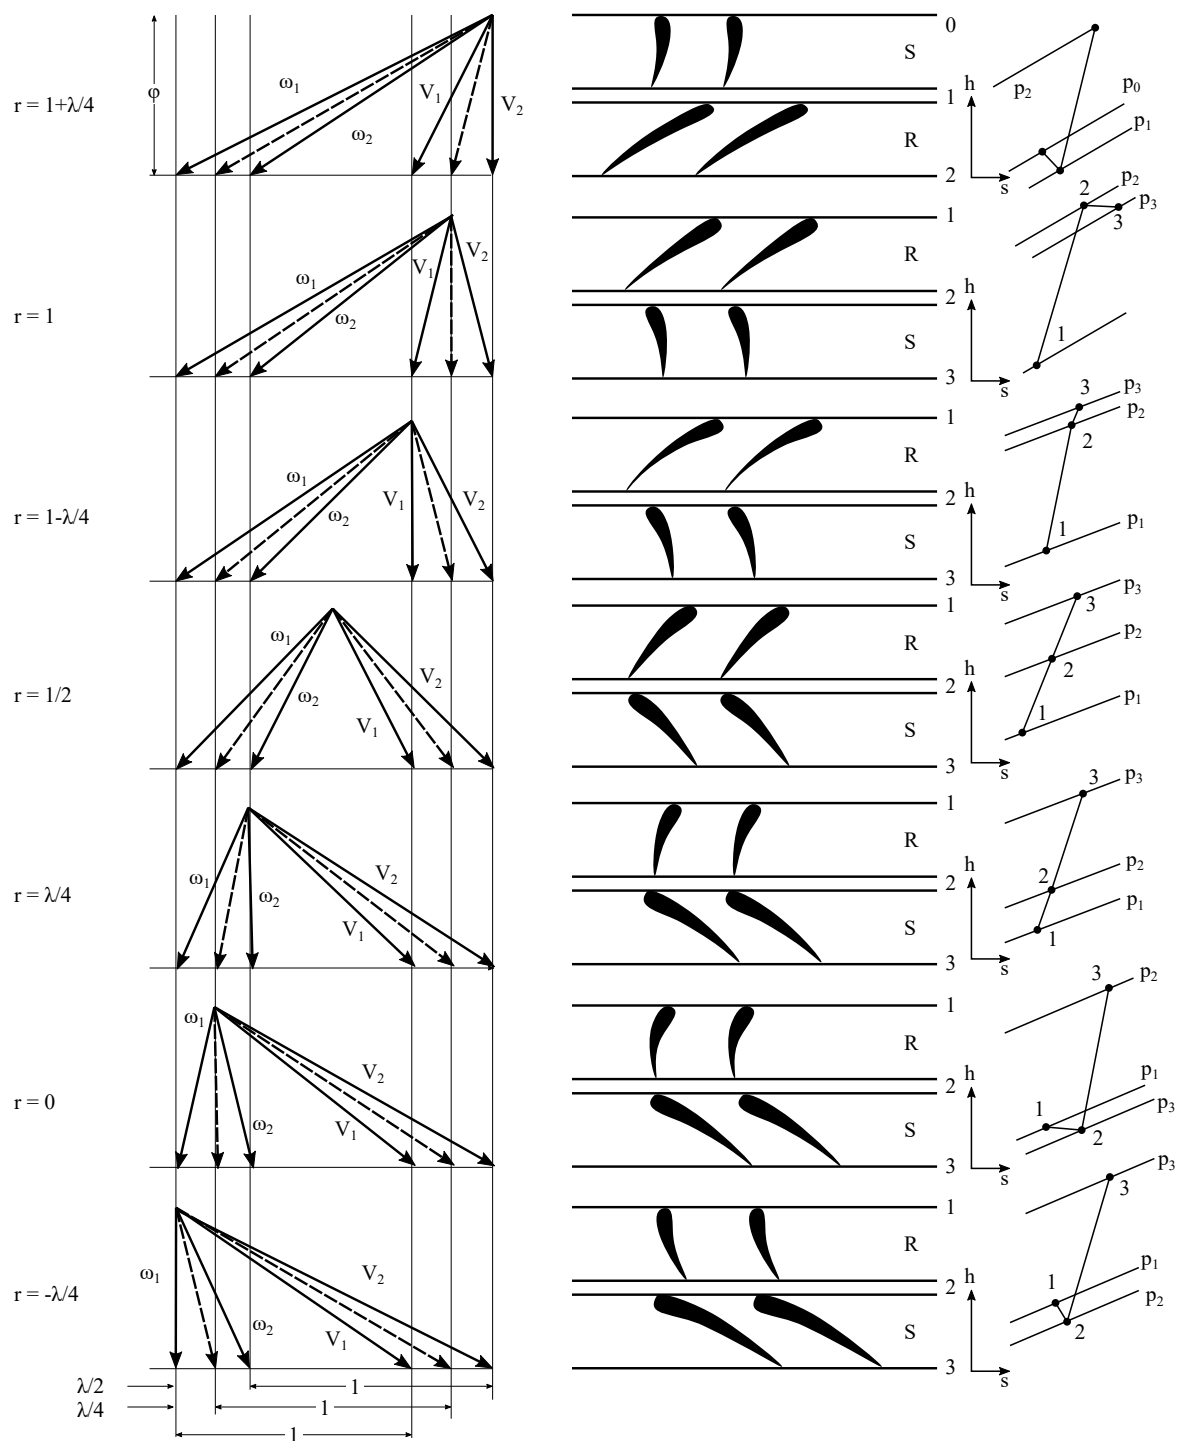 r = 1+λ/4
φ
ω₁
ω₂
V₁
V₂
S
R
0
1
2
h
s
p₂
p₀
p₁
r = 1
ω₁
ω₂
V₁
V₂
R
S
1
2
3
h
s
2
p₂
3
p₃
1
r = 1-λ/4
ω₁
ω₂
V₁
V₂
R
S
1
2
3
h
s
3
p₃
p₂
2
1
p₁
r = 1/2
ω₁
ω₂
V₁
V₂
R
S
1
2
3
h
s
p₃
3
p₂
2
1
p₁
r = λ/4
ω₁
ω₂
V₁
V₂
R
S
1
2
3
h
s
3
p₃
2
p₂
p₁
1
r = 0
ω₁
ω₂
V₁
V₂
R
S
1
2
3
h
s
3
p₂
p₁
1
p₃
2
r = -λ/4
ω₁
ω₂
V₁
V₂
R
S
1
2
3
h
s
p₃
3
p₁
1
p₂
2
λ/2
1
λ/4
1
1